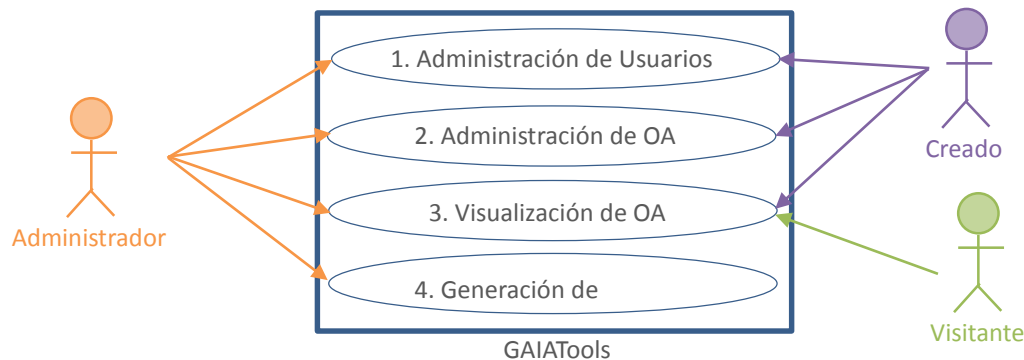 1. Administración de Usuarios
2. Administración de OA
3. Visualización de OA
4. Generación de
GAIATools
Administrador
Creado
Visitante